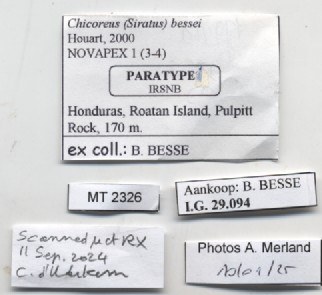 Chicoreus (Siratus) bessei
Houart, 2000
NOVAPEX 1 (3-4)
PARATYPE
IRSNB
Honduras, Roatan Island, Pulpitt
Rock, 170 m.
ex coll.: B. BESSE
MT 2326
Aankoop: B. BESSE
I.G. 29.094
Scanned µct RX
11 Sep. 2024
C. d'Udekem
Photos A. Merland